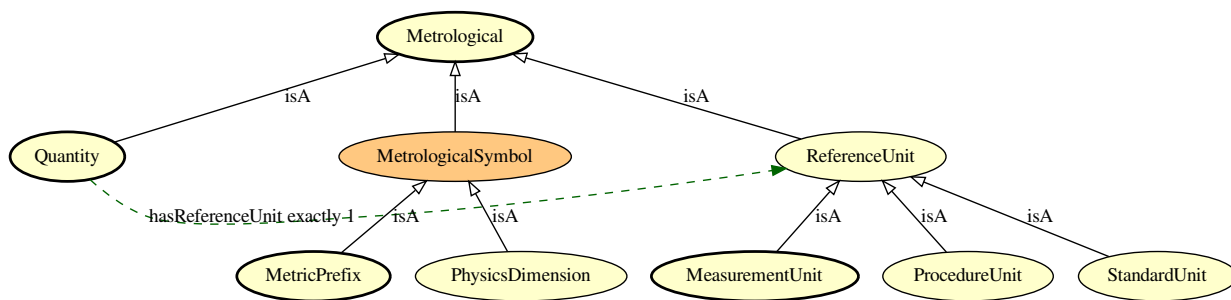 Metrological
isA
isA
isA
Quantity
MetrologicalSymbol
ReferenceUnit
hasReferenceUnit exactly 1
isA
isA
isA
isA
isA
MetricPrefix
PhysicsDimension
MeasurementUnit
ProcedureUnit
StandardUnit